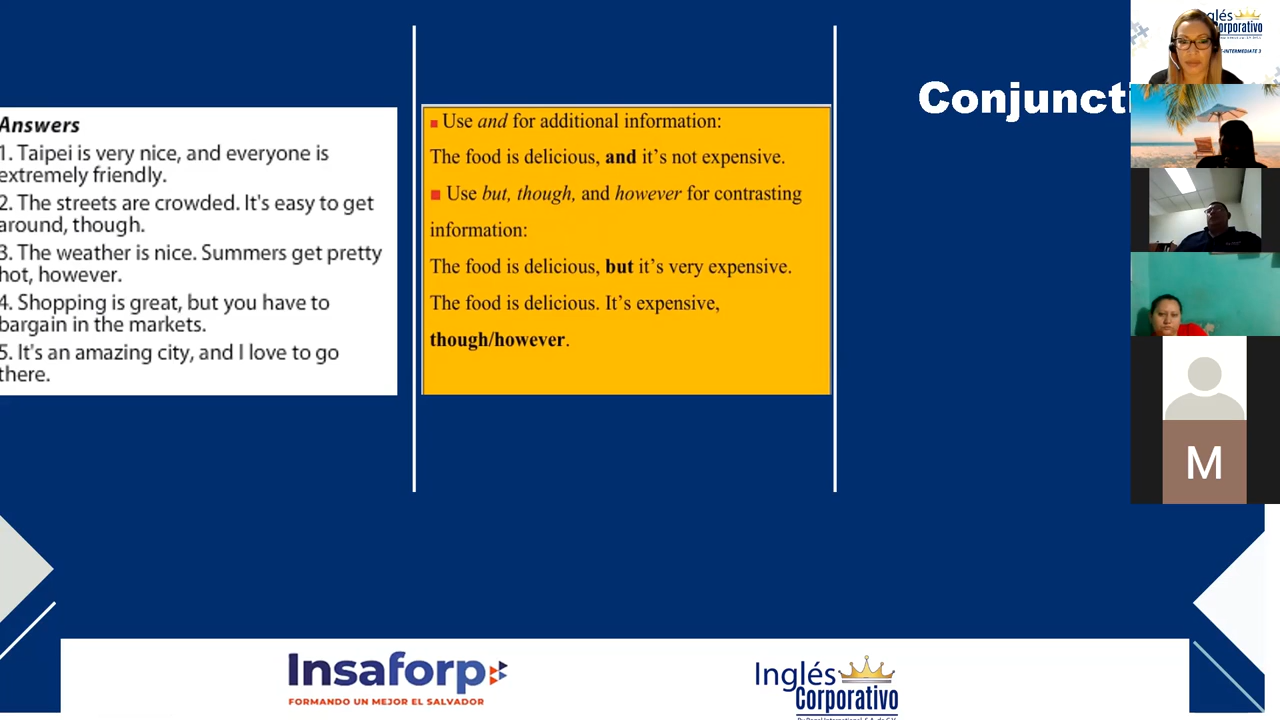 Conjuncti
Answers
1. Taipei is very nice, and everyone is
extremely friendly.
2. The streets are crowded. It's easy to get
around, though.
3. The weather is nice. Summers get pretty
hot, however.
4. Shopping is great, but you have to
bargain in the markets.
5. It's an amazing city, and I love to go
there.
Use and for additional information:
The food is delicious, and it’s not expensive.
Use but, though, and however for contrasting
information:
The food is delicious, but it’s very expensive.
The food is delicious. It’s expensive,
though/however.
glés
orporativo
M
Insaforp
FORMANDO UN MEJOR EL SALVADOR
Inglés
Corporativo